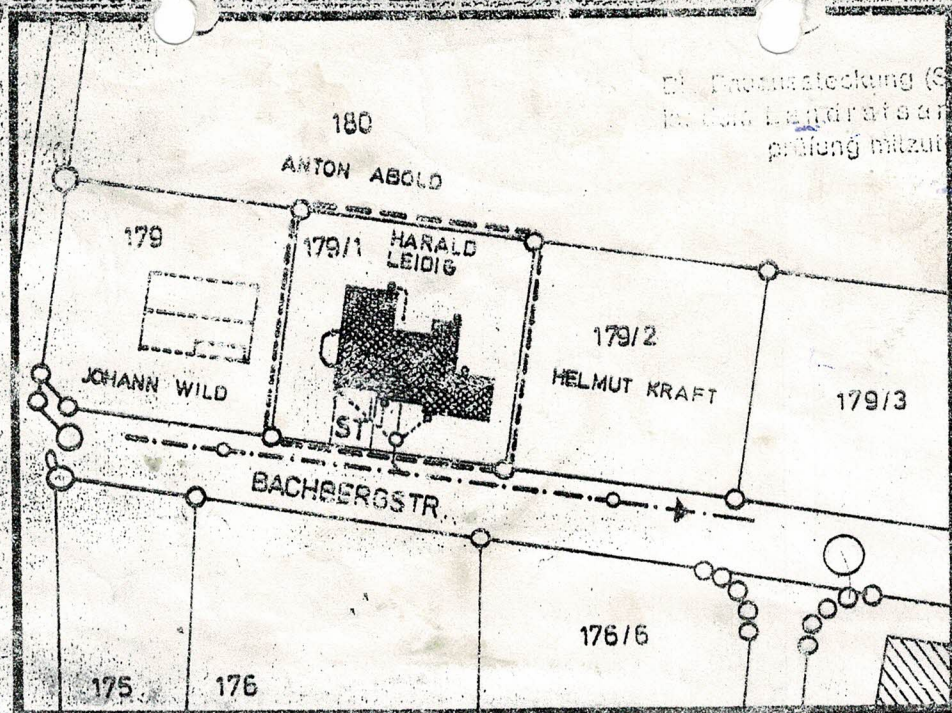 180
ANTON ABOLD
prüfung
179
179/1
HARALD
LEIDIG
179/2
HELMUT KRAFT
179/3
JOHANN WILD
ST
BACHBERGSTR.
176/6
175
176